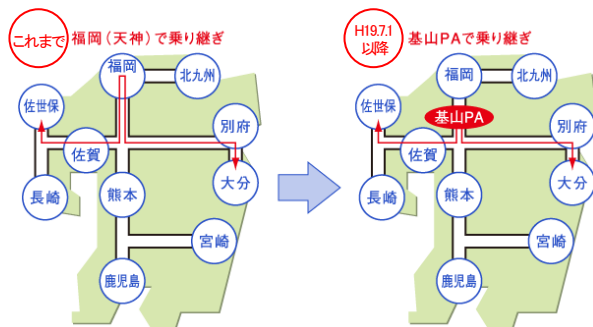 これまで
福岡(天神)で乗り継ぎ
福岡
北九州
佐世保
別府
佐賀
大分
長崎
熊本
宮崎
鹿児島
H19.7.1
以降
基山PAで乗り継ぎ
福岡
北九州
佐世保
基山PA
別府
佐賀
大分
長崎
熊本
宮崎
鹿児島